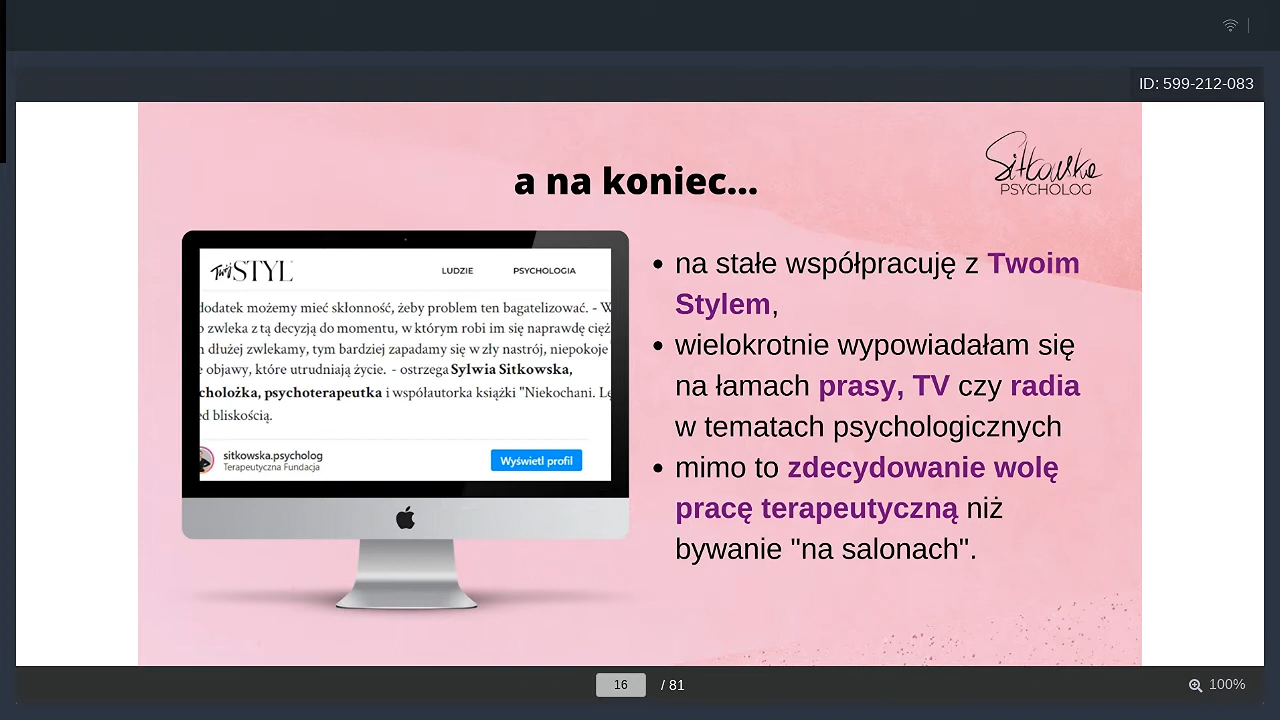 ID: 599-212-083
Sitkowska
PSYCHOLOG
a na koniec...
Twój STYL
LUDZIE
PSYCHOLOGIA
dodatek możemy mieć skłonność, żeby problem ten bagatelizować. - W
zwleka z tą decyzją do momentu, w którym robi im się naprawdę
dłużej zwlekamy, tym bardziej zapadamy się w zły nastrój, niepokoje
objawy, które utrudniają życie. - ostrzega Sylwia Sitkowska,
chołożka, psychoterapeutka i współautorka książki "Niekochani.
bliskością.
sitkowska.psycholog
Terapeutyczna Fundacja
Wyświetl profil
• na stałe współpracuję z Twoim
Stylem,
• wielokrotnie wypowiadałam się
na łamach prasy, TV czy radia
w tematach psychologicznych
• mimo to zdecydowanie wolę
pracę terapeutyczną niż
bywanie "na salonach".
16 / 81
100%